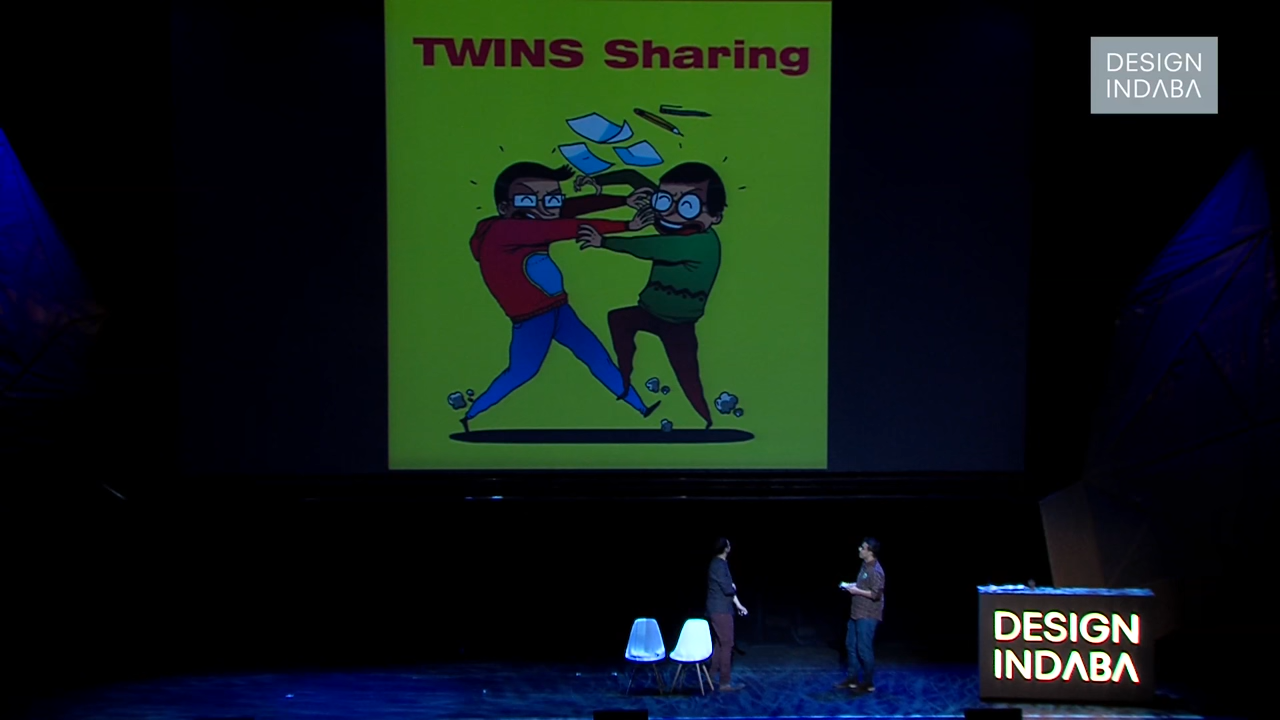 TWINS Sharing
DESIGN
INDABA
DESIGN
INDABA